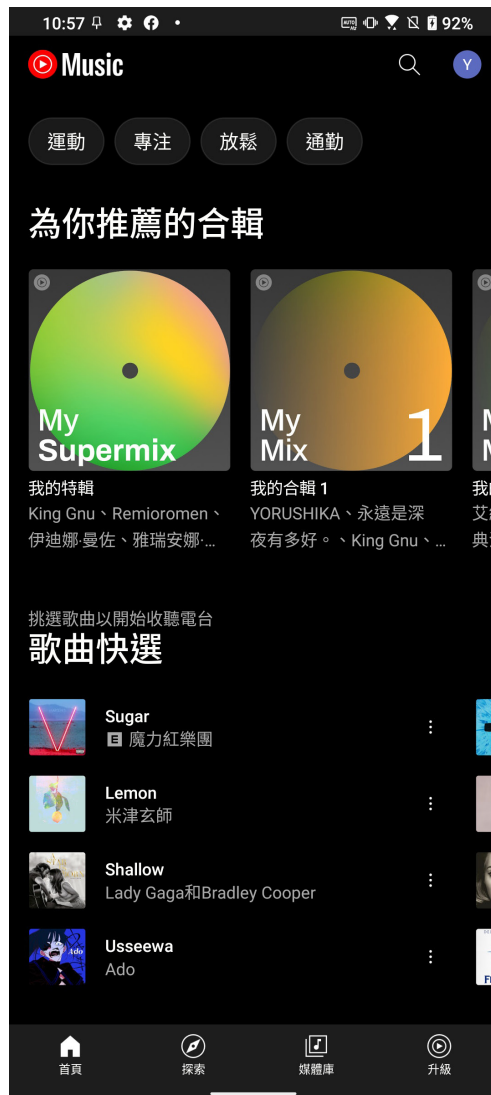 10:57
92%
Music
Y
運動
專注
放鬆
通勤
為你推薦的合輯
My
Supermix
My
Mix
1
我的特輯
King Gnu、Remioromen、
伊迪娜·曼佐、雅瑞安娜·...
我的合輯 1
YORUSHIKA、永遠是深
夜有多好。、King Gnu、...
挑選歌曲以開始收聽電台
歌曲快選
Sugar
E 魔力紅樂團
Lemon
米津玄師
Shallow
Lady Gaga和Bradley Cooper
Usseewa
Ado
首頁
探索
媒體庫
升級